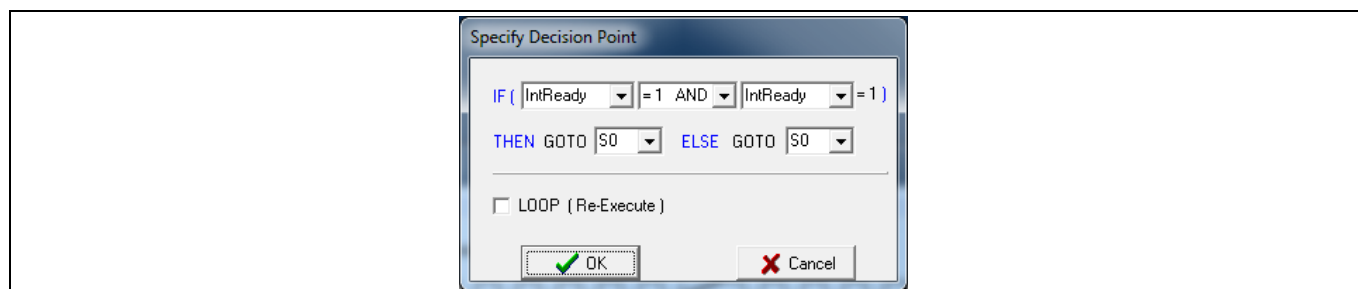 Specify Decision Point
IF ( IntReady = 1 AND IntReady = 1 )
THEN GOTO S0 ELSE GOTO S0
LOOP ( Re-Execute )
OK Cancel